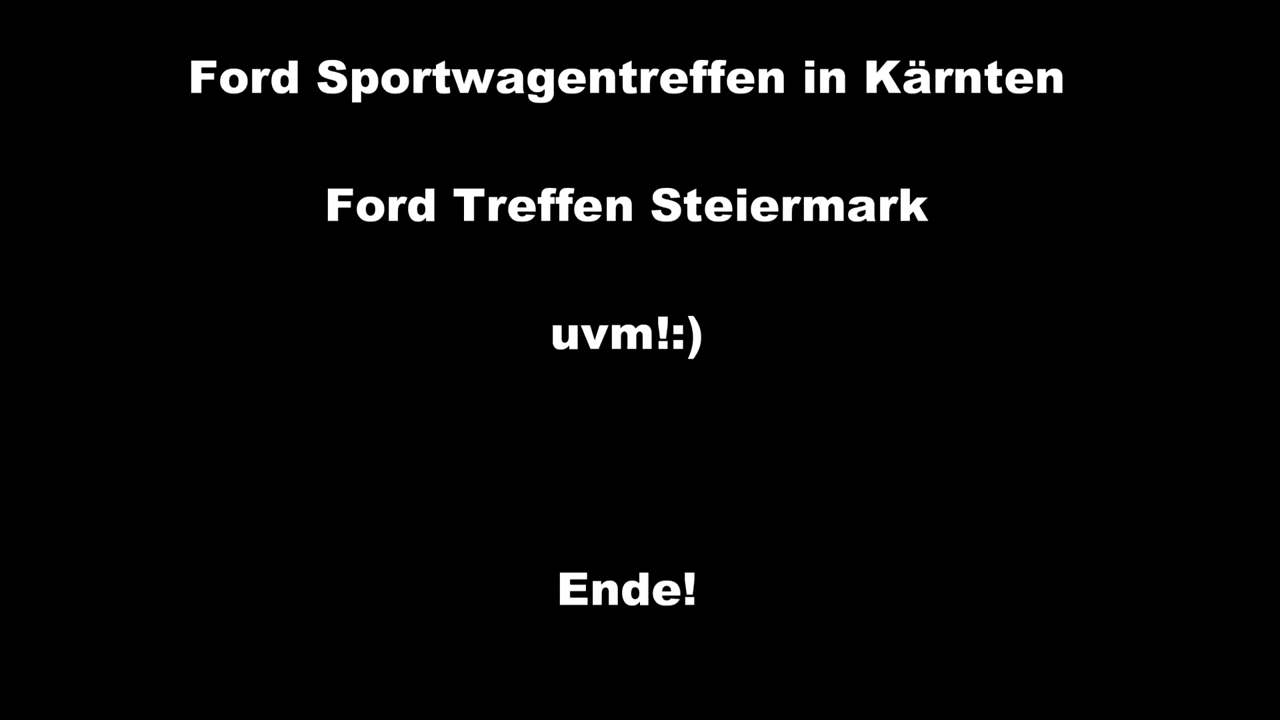 Ford Sportwagentreffen in Kärnten
Ford Treffen Steiermark
uvm!:)
Ende!